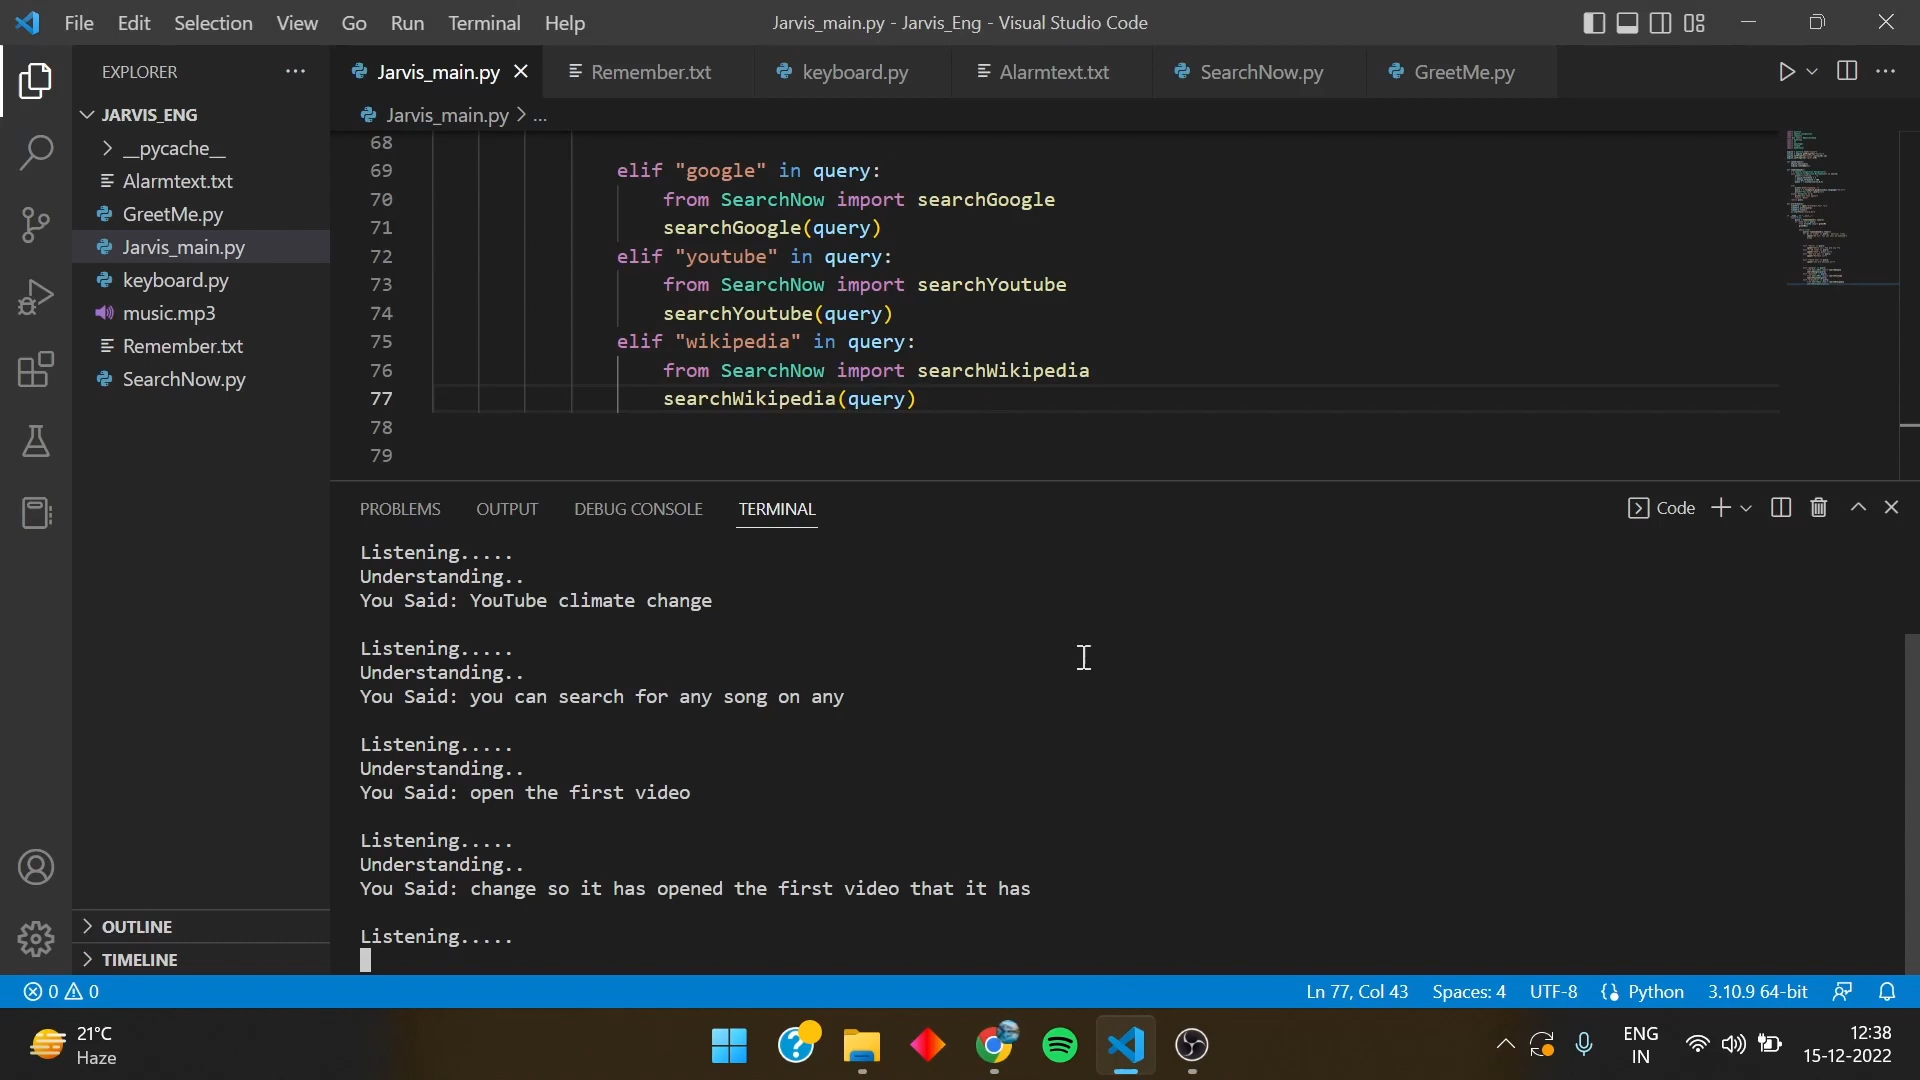 File Edit Selection View Go Run Terminal Help
Jarvis_main.py - Jarvis_Eng - Visual Studio Code
EXPLORER
JARVIS_ENG
__pycache__
Alarmtext.txt
GreetMe.py
Jarvis_main.py
keyboard.py
music.mp3
Remember.txt
SearchNow.py
OUTLINE
TIMELINE
Jarvis_main.py Remember.txt keyboard.py Alarmtext.txt SearchNow.py GreetMe.py
Jarvis_main.py > ...
68
69 elif "google" in query:
70 from SearchNow import searchGoogle
71 searchGoogle(query)
72 elif "youtube" in query:
73 from SearchNow import searchYoutube
74 searchYoutube(query)
75 elif "wikipedia" in query:
76 from SearchNow import searchWikipedia
77 searchWikipedia(query)
78
79
PROBLEMS OUTPUT DEBUG CONSOLE TERMINAL
Code
Listening.....
Understanding..
You Said: YouTube climate change
Listening.....
Understanding..
You Said: you can search for any song on any
Listening.....
Understanding..
You Said: open the first video
Listening.....
Understanding..
You Said: change so it has opened the first video that it has
Listening.....
0 0
Ln 77, Col 43 Spaces: 4 UTF-8 Python 3.10.9 64-bit
21°C
Haze
ENG
IN
12:38
15-12-2022